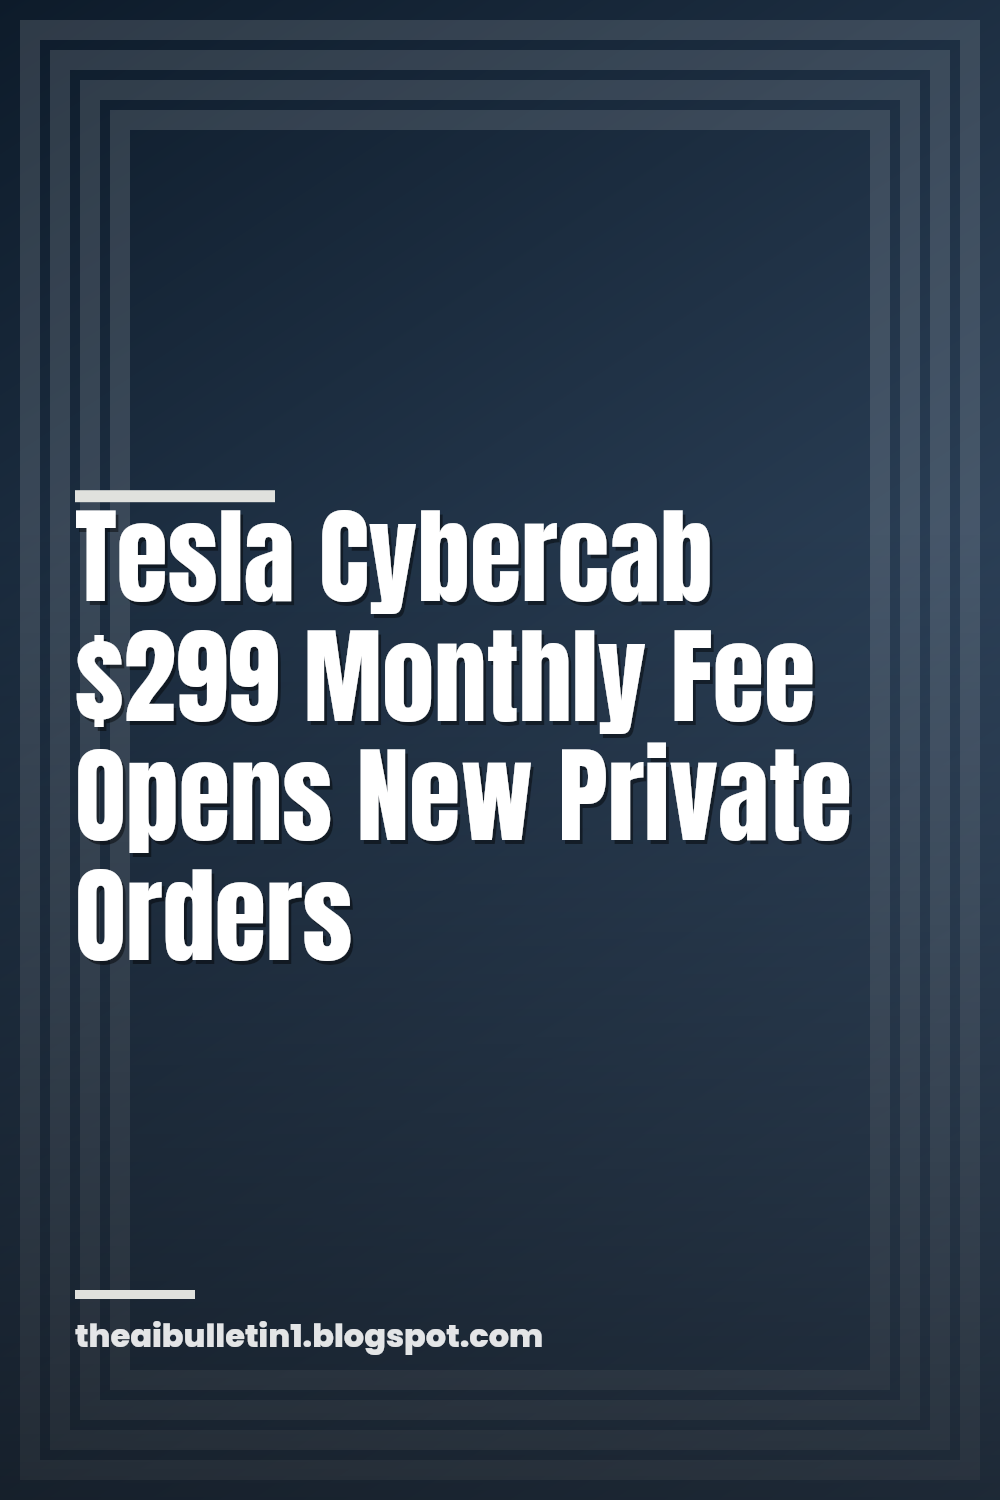 Tesla Cybercab
$299 Monthly Fee
Opens New Private
Orders
theaibulletin1.blogspot.com